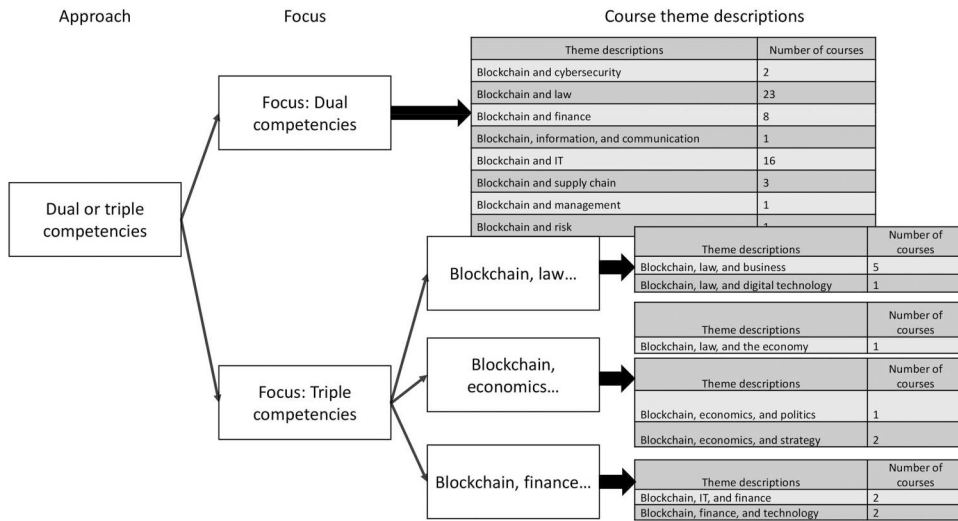 Approach
Focus
Course theme descriptions
Theme descriptions Number of courses
Blockchain and cybersecurity 2
Blockchain and law 23
Blockchain and finance 8
Blockchain, information, and communication 1
Blockchain and IT 16
Blockchain and supply chain 3
Blockchain and management 1
Blockchain and risk
Focus: Dual
competencies
Dual or triple
competencies
Focus: Triple
competencies
Blockchain, law...
Theme descriptions Number of
courses
Blockchain, law, and business 5
Blockchain, law, and digital technology 1
Theme descriptions Number of
courses
Blockchain, law, and the economy 1
Blockchain,
economics...
Theme descriptions Number of
courses
Blockchain, economics, and politics 1
Blockchain, economics, and strategy 2
Blockchain, finance...
Theme descriptions Number of
courses
Blockchain, IT, and finance 2
Blockchain, finance, and technology 2